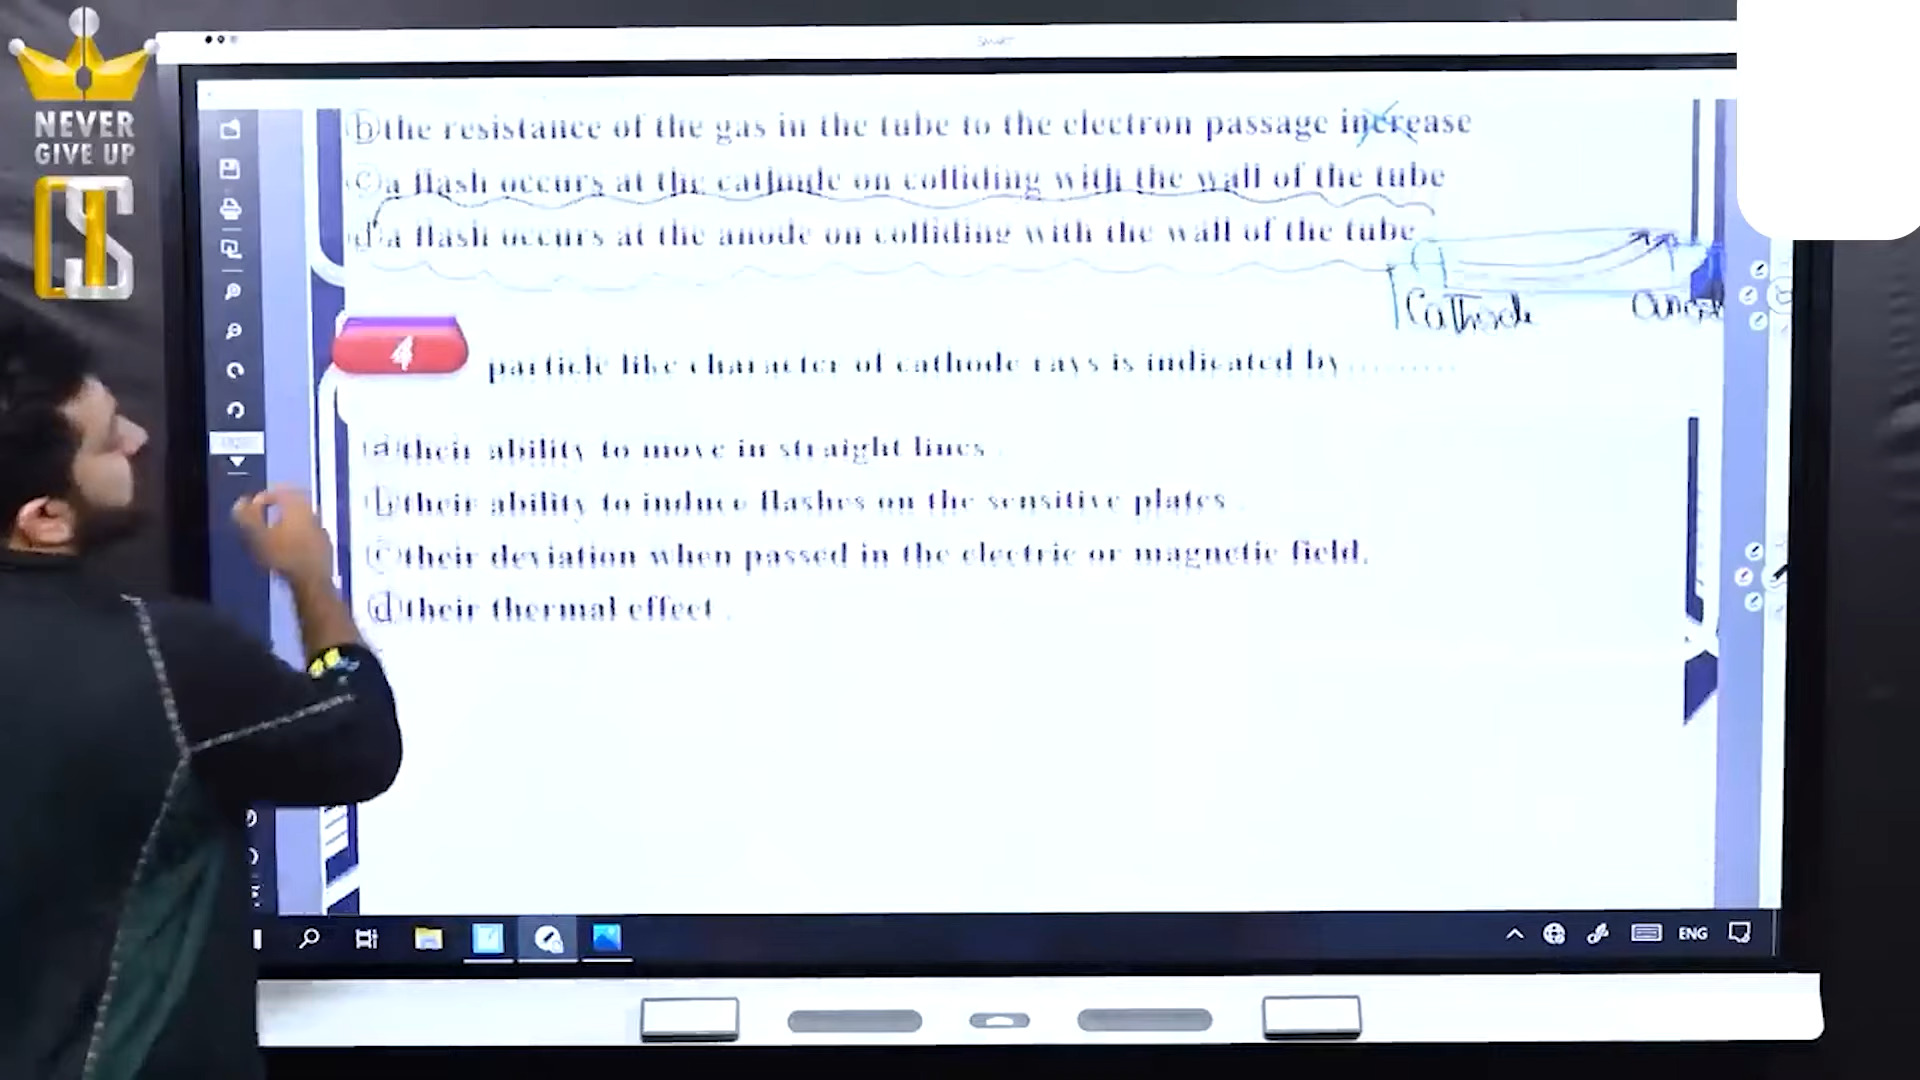 SMART
NEVER
GIVE UP
b the resistance of the gas in the tube to the electron passage increase
c a flash occurs at the cathode on colliding with the wall of the tube
d a flash occurs at the anode on colliding with the wall of the tube
Cathode
4
particle like character of cathode rays is indicated by..........
a their ability to move in straight lines .
b their ability to induce flashes on the sensitive plates .
c their deviation when passed in the electric or magnetic field.
d their thermal effect .
ENG